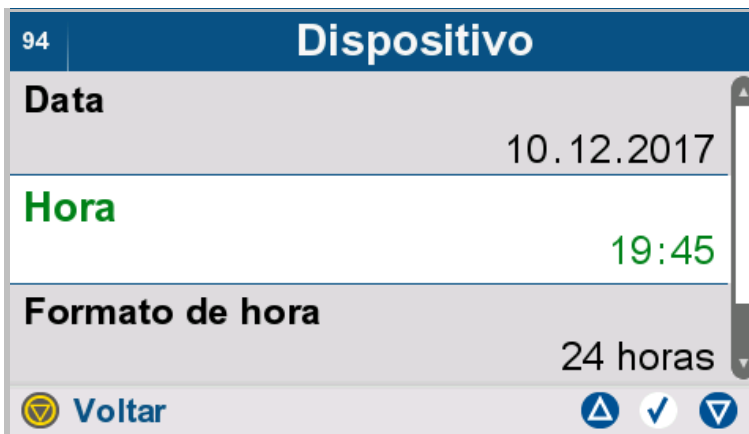 94 Dispositivo
Data
10.12.2017
Hora
19:45
Formato de hora
24 horas
Voltar